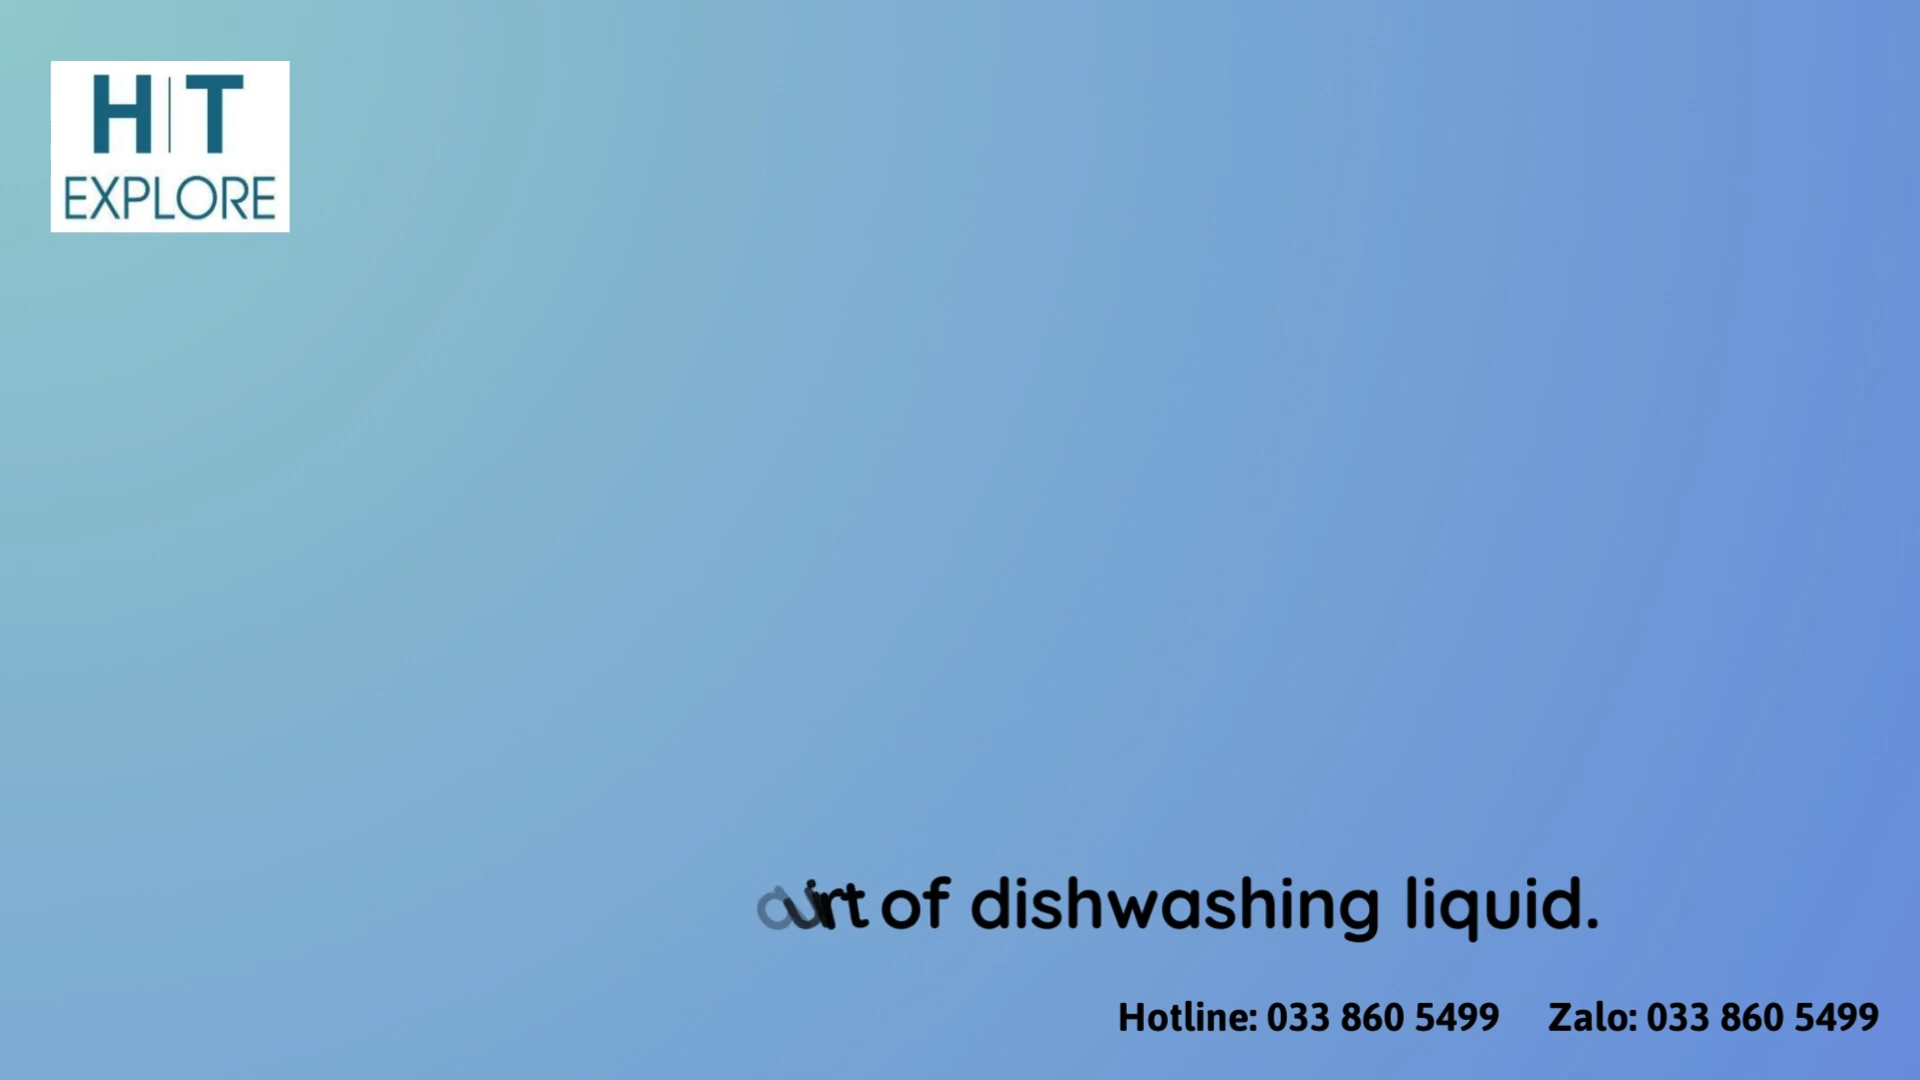 H|T
EXPLORE
of dishwashing liquid.
Hotline: 033 860 5499 Zalo: 033 860 5499